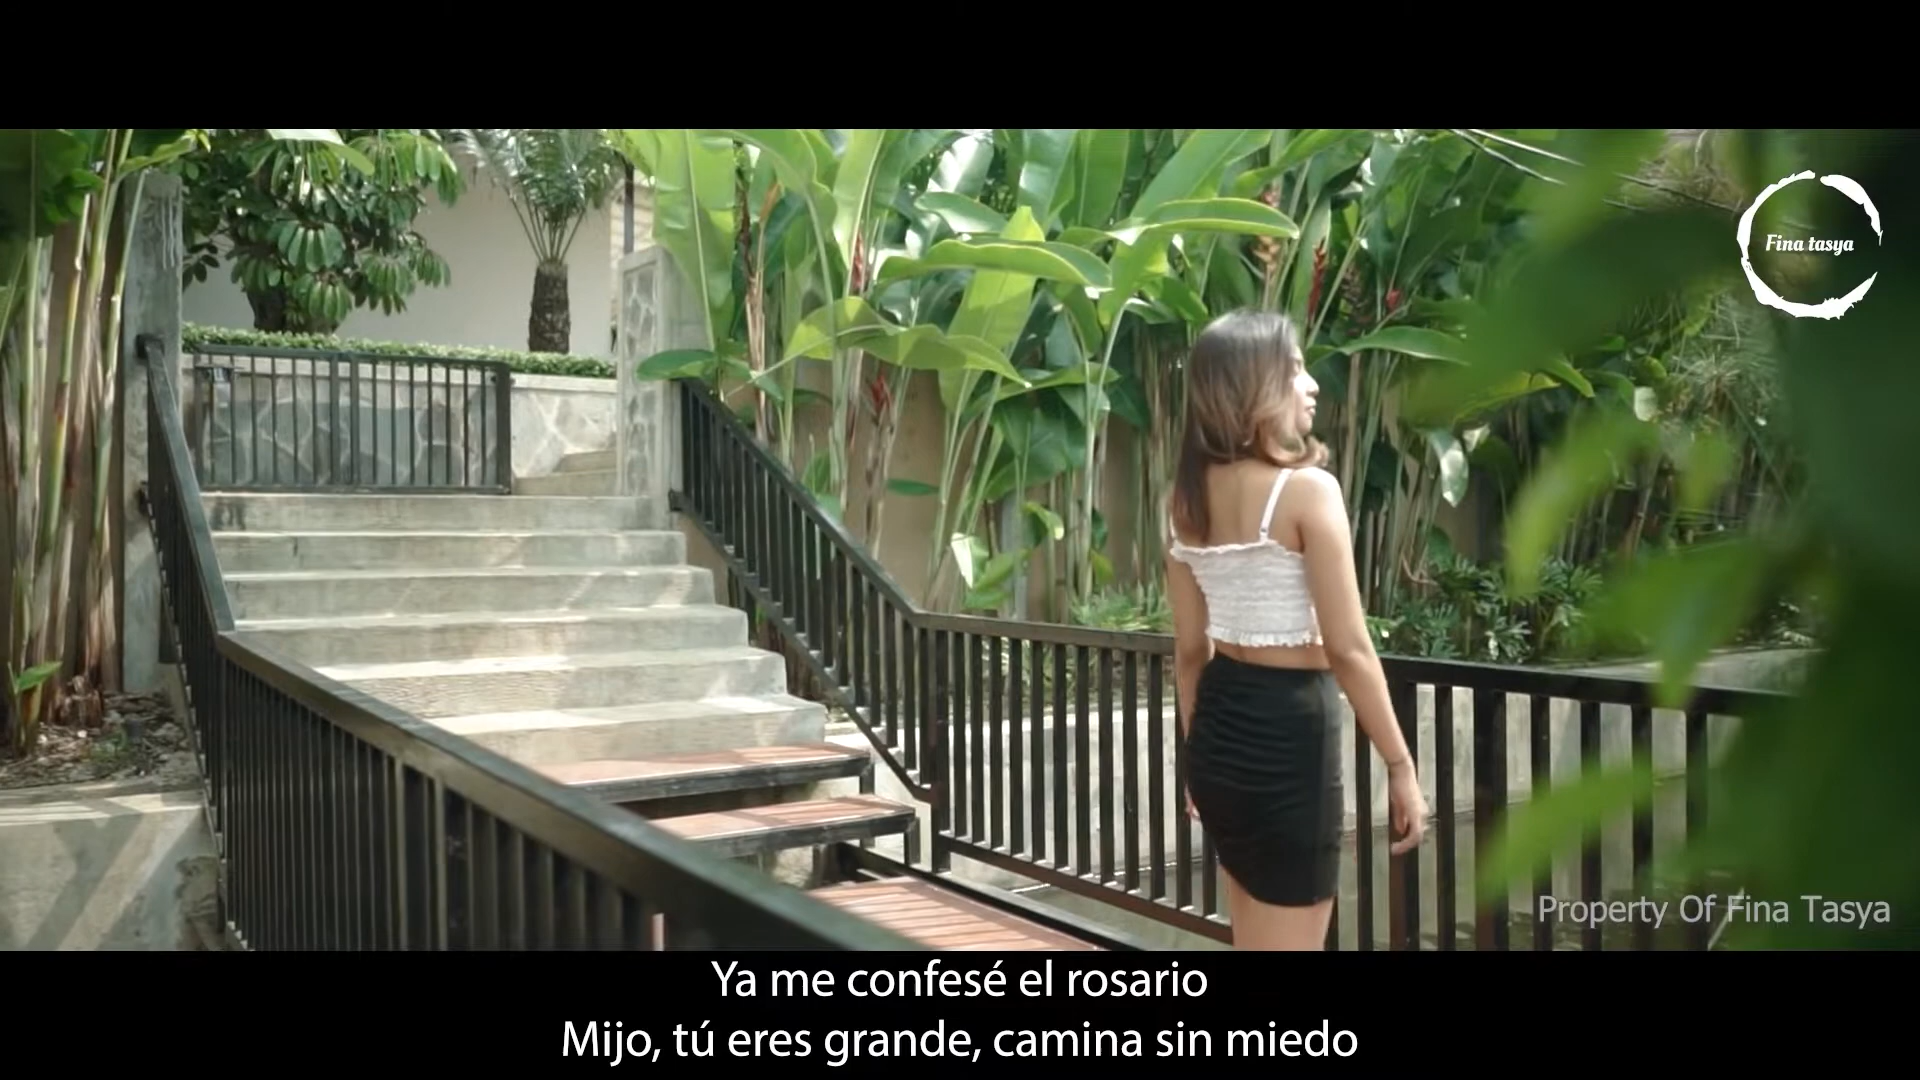 Fina tasya
Property Of Fina Tasya
Ya me confesé el rosario
Mijo, tú eres grande, camina sin miedo